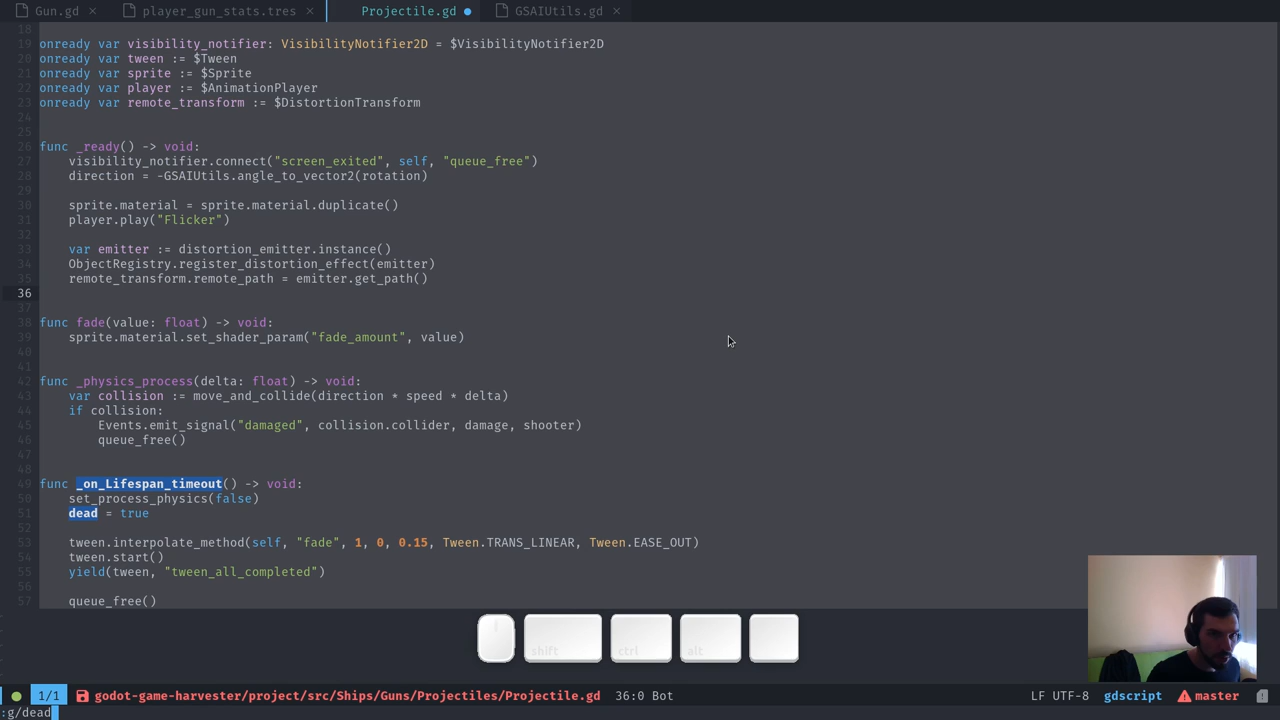 Gun.gd × player_gun_stats.tres × Projectile.gd ● GSAIUtils.gd ×
18
19 onready var visibility_notifier: VisibilityNotifier2D = $VisibilityNotifier2D
20 onready var tween := $Tween
21 onready var sprite := $Sprite
22 onready var player := $AnimationPlayer
23 onready var remote_transform := $DistortionTransform
24
25
26 func _ready() -> void:
27 visibility_notifier.connect("screen_exited", self, "queue_free")
28 direction = -GSAIUtils.angle_to_vector2(rotation)
29
30 sprite.material = sprite.material.duplicate()
31 player.play("Flicker")
32
33 var emitter := distortion_emitter.instance()
34 ObjectRegistry.register_distortion_effect(emitter)
35 remote_transform.remote_path = emitter.get_path()
36
37
38 func fade(value: float) -> void:
39 sprite.material.set_shader_param("fade_amount", value)
40
41
42 func _physics_process(delta: float) -> void:
43 var collision := move_and_collide(direction * speed * delta)
44 if collision:
45 Events.emit_signal("damaged", collision.collider, damage, shooter)
46 queue_free()
47
48
49 func _on_Lifespan_timeout() -> void:
50 set_process_physics(false)
51 dead = true
52
53 tween.interpolate_method(self, "fade", 1, 0, 0.15, Tween.TRANS_LINEAR, Tween.EASE_OUT)
54 tween.start()
55 yield(tween, "tween_all_completed")
56
57 queue_free()
shift ctrl alt
1/1 godot-game-harvester/project/src/Ships/Guns/Projectiles/Projectile.gd 36:0 Bot LF UTF-8 gdscript master
:g/dead